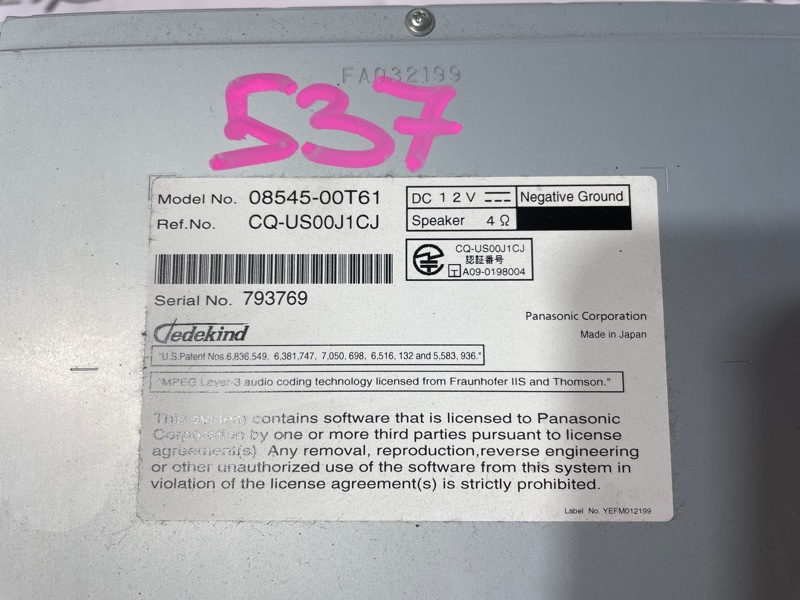 FA032199
537
Model No. 08545-00T61
Ref.No. CQ-US00J1CJ
DC 12V Negative Ground
Speaker 4Ω
CQ-US00J1CJ
認証番号
T A09-0198004
Serial No. 793769
Panasonic Corporation
Made in Japan
Dedekind
"U.S.Patent Nos 6,836,549, 6,381,747, 7,050,698, 6,516,132 and 5,583,936."
"MPEG Layer-3 audio coding technology licensed from Fraunhofer IIS and Thomson."
This system contains software that is licensed to Panasonic
Corporation by one or more third parties pursuant to license
agreement(s). Any removal, reproduction,reverse engineering
or other unauthorized use of the software from this system in
violation of the license agreement(s) is strictly prohibited.
Label No. YEFM012199